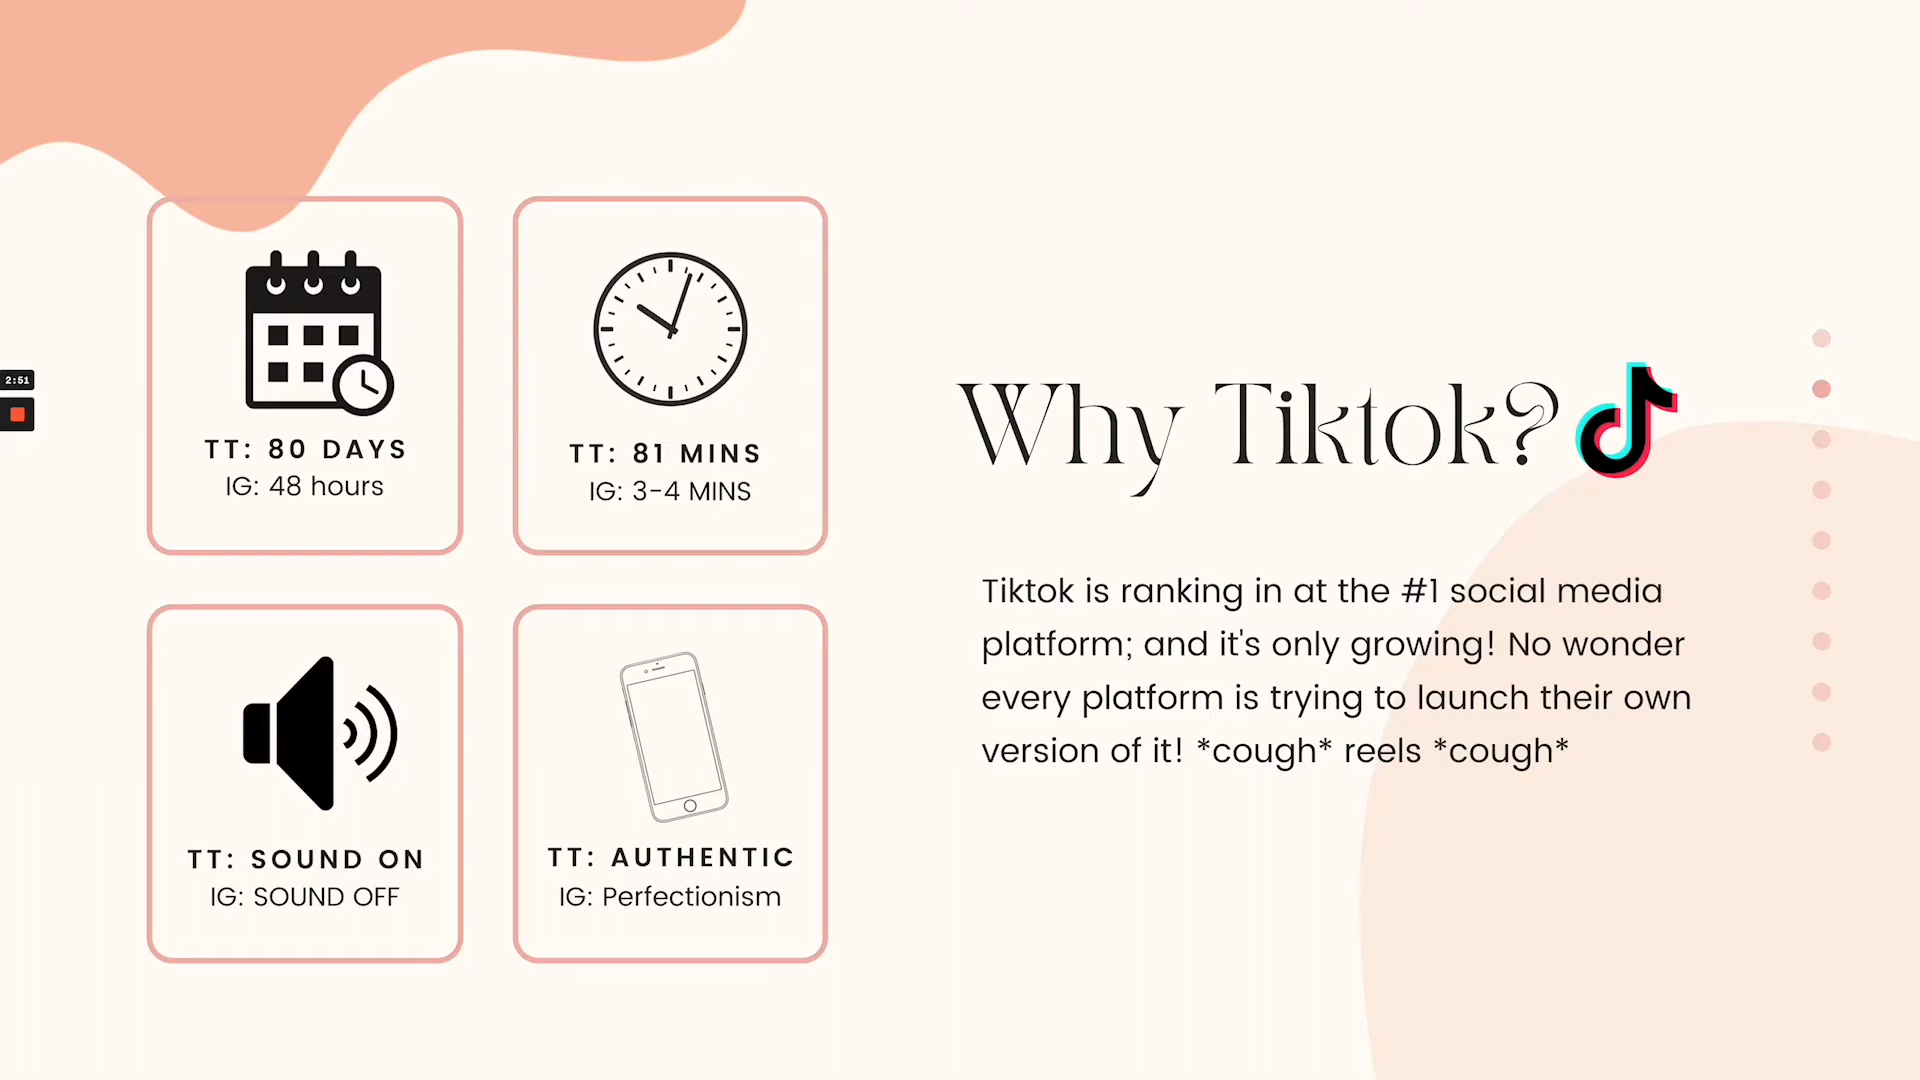 2:51
TT: 80 DAYS
IG: 48 hours
TT: 81 MINS
IG: 3-4 MINS
TT: SOUND ON
IG: SOUND OFF
TT: AUTHENTIC
IG: Perfectionism
Why Tiktok?
Tiktok is ranking in at the #1 social media
platform; and it's only growing! No wonder
every platform is trying to launch their own
version of it! *cough* reels *cough*